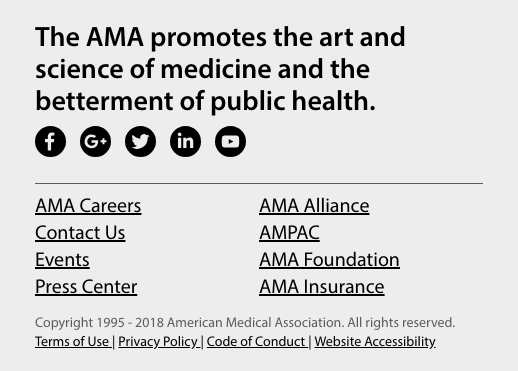 The AMA promotes the art and
science of medicine and the
betterment of public health.
f G+ in
AMA Careers AMA Alliance
Contact Us AMPAC
Events AMA Foundation
Press Center AMA Insurance
Copyright 1995 - 2018 American Medical Association. All rights reserved.
Terms of Use | Privacy Policy | Code of Conduct | Website Accessibility